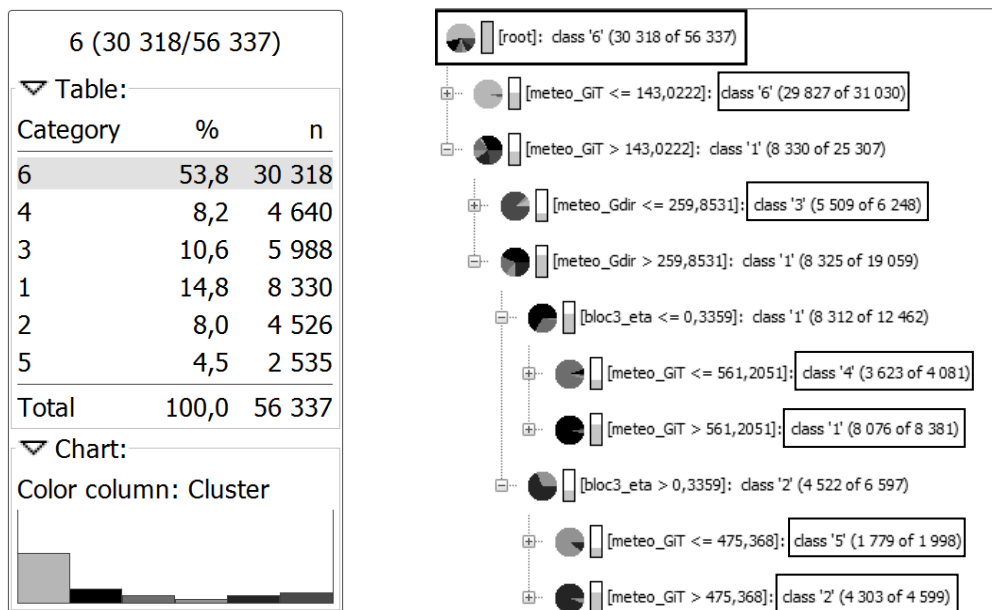 6 (30 318/56 337)
Table:
Category % n
6 53,8 30 318
4 8,2 4 640
3 10,6 5 988
1 14,8 8 330
2 8,0 4 526
5 4,5 2 535
Total 100,0 56 337
Chart:
Color column: Cluster
[root]: class '6' (30 318 of 56 337)
[meteo_GiT <= 143,0222]: class '6' (29 827 of 31 030)
[meteo_GiT > 143,0222]: class '1' (8 330 of 25 307)
[meteo_Gdir <= 259,8531]: class '3' (5 509 of 6 248)
[meteo_Gdir > 259,8531]: class '1' (8 325 of 19 059)
[bloc3_eta <= 0,3359]: class '1' (8 312 of 12 462)
[meteo_GiT <= 561,2051]: class '4' (3 623 of 4 081)
[meteo_GiT > 561,2051]: class '1' (8 076 of 8 381)
[bloc3_eta > 0,3359]: class '2' (4 522 of 6 597)
[meteo_GiT <= 475,368]: class '5' (1 779 of 1 998)
[meteo_GiT > 475,368]: class '2' (4 303 of 4 599)